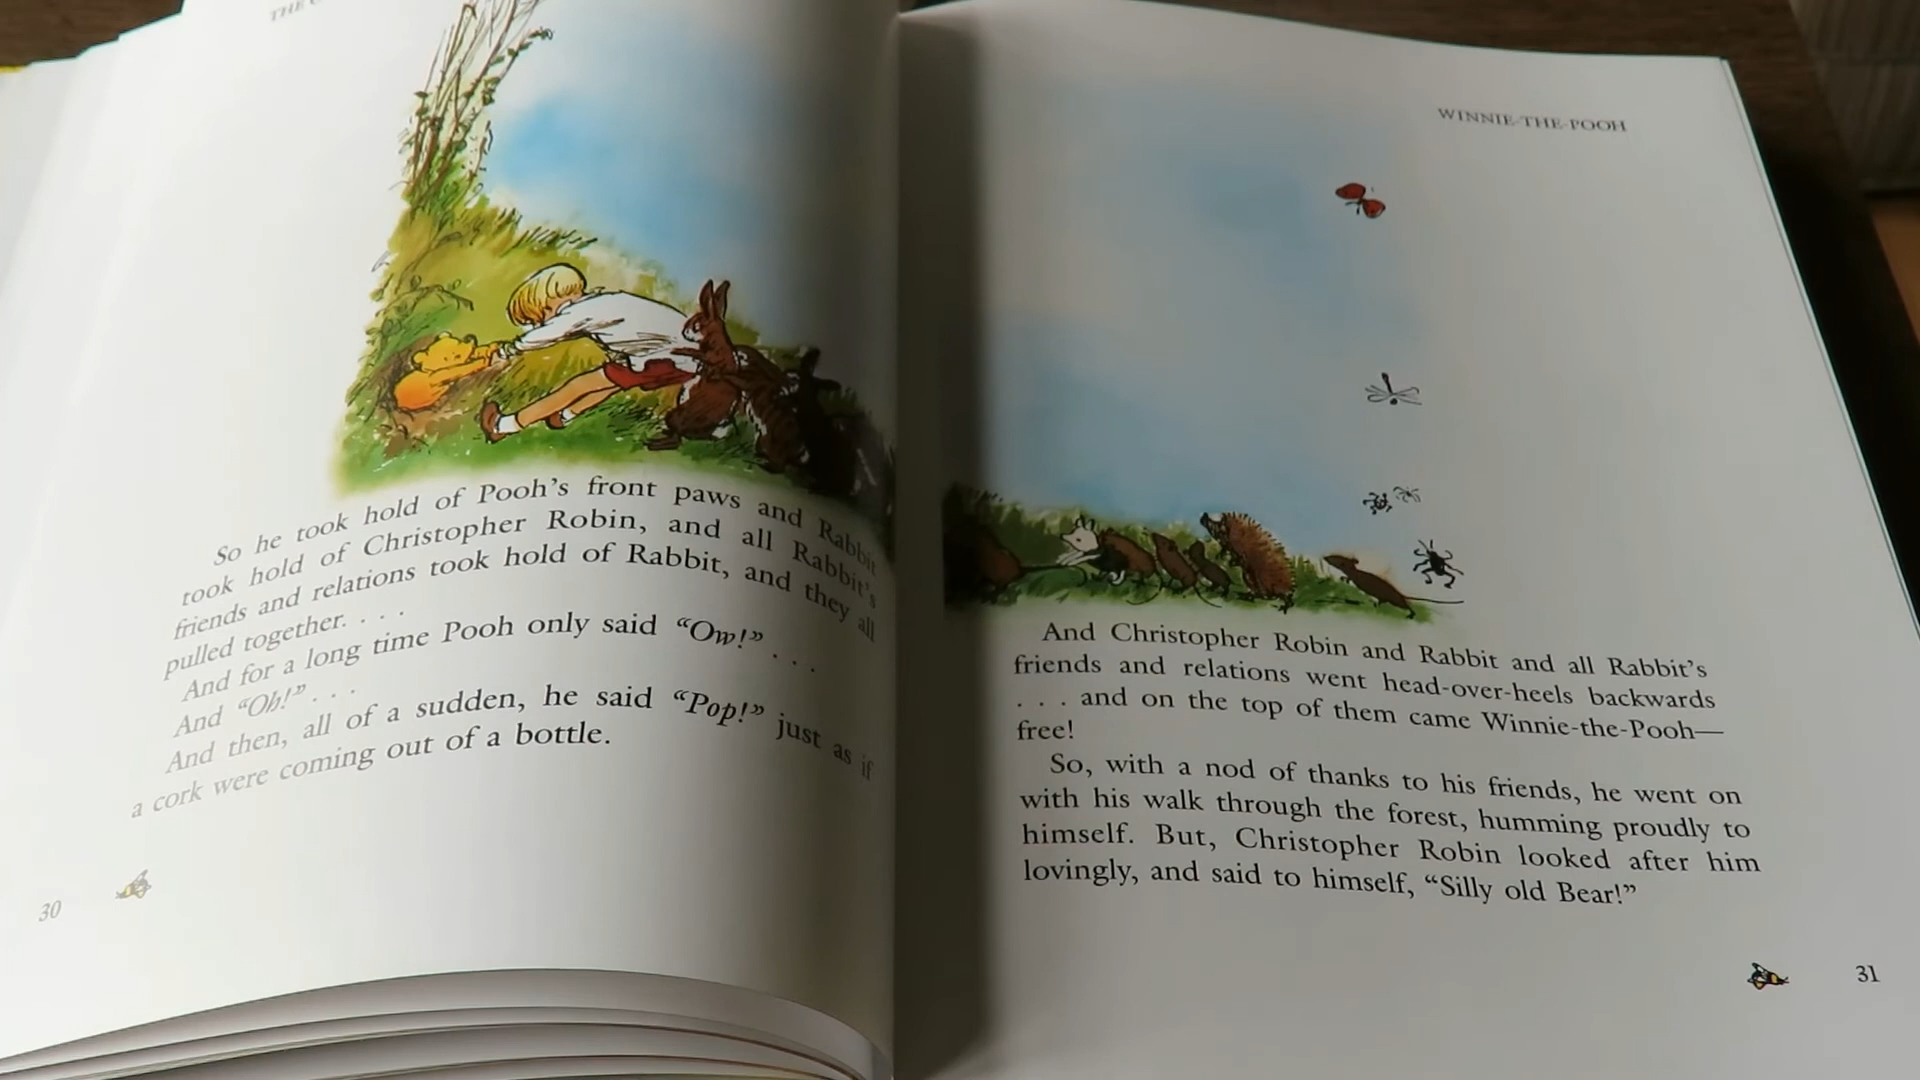 THE
So he took hold of Pooh's front paws and Rabbit
took hold of Christopher Robin, and all Rabbit's
friends and relations took hold of Rabbit, and they all
pulled together. . . .
And for a long time Pooh only said “Ow!” . . .
And “Oh!” . . .
And then, all of a sudden, he said “Pop!” just as if
a cork were coming out of a bottle.
30
WINNIE-THE-POOH
And Christopher Robin and Rabbit and all Rabbit's
friends and relations went head-over-heels backwards
. . . and on the top of them came Winnie-the-Pooh—
free!
So, with a nod of thanks to his friends, he went on
with his walk through the forest, humming proudly to
himself. But, Christopher Robin looked after him
lovingly, and said to himself, “Silly old Bear!”
31